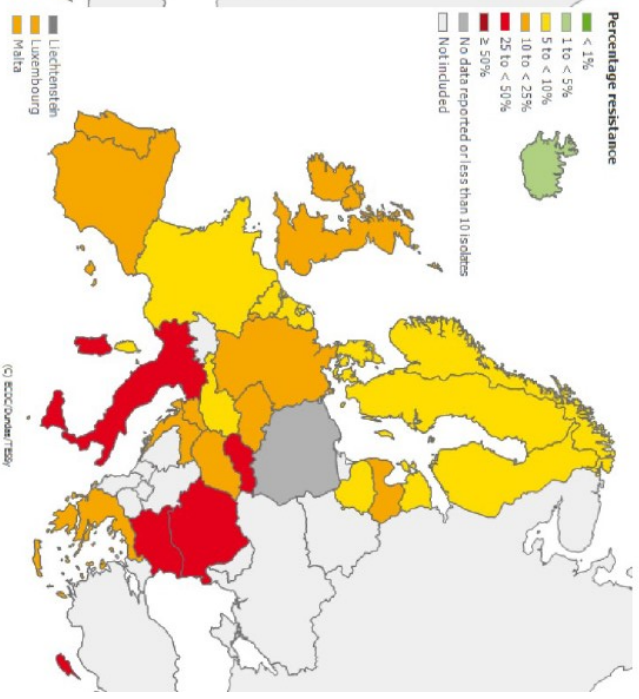 Percentage resistance
< 1%
1 to < 5%
5 to < 10%
10 to < 25%
25 to < 50%
≥ 50%
No data reported or less than 10 isolates
Not included
Liechtenstein
Luxembourg
Malta
(C) ECDC/Dundas/TESSy